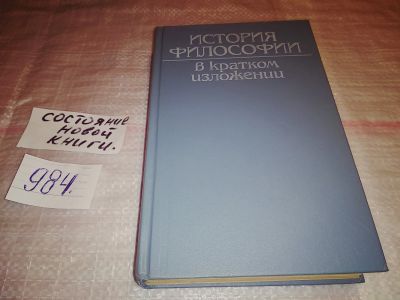 ИСТОРИЯ
ФИЛОСОФИИ
в кратком
изложении
состояние
новой
книги.
984.